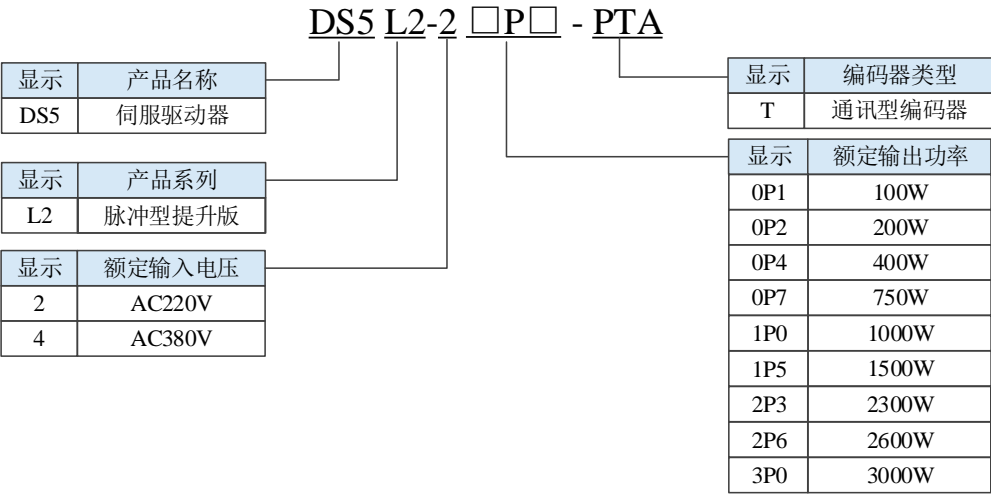 DS5 L2-2 □P□ - PTA
显示 产品名称
DS5 伺服驱动器
显示 产品系列
L2 脉冲型提升版
显示 额定输入电压
2 AC220V
4 AC380V
显示 编码器类型
T 通讯型编码器
显示 额定输出功率
0P1 100W
0P2 200W
0P4 400W
0P7 750W
1P0 1000W
1P5 1500W
2P3 2300W
2P6 2600W
3P0 3000W